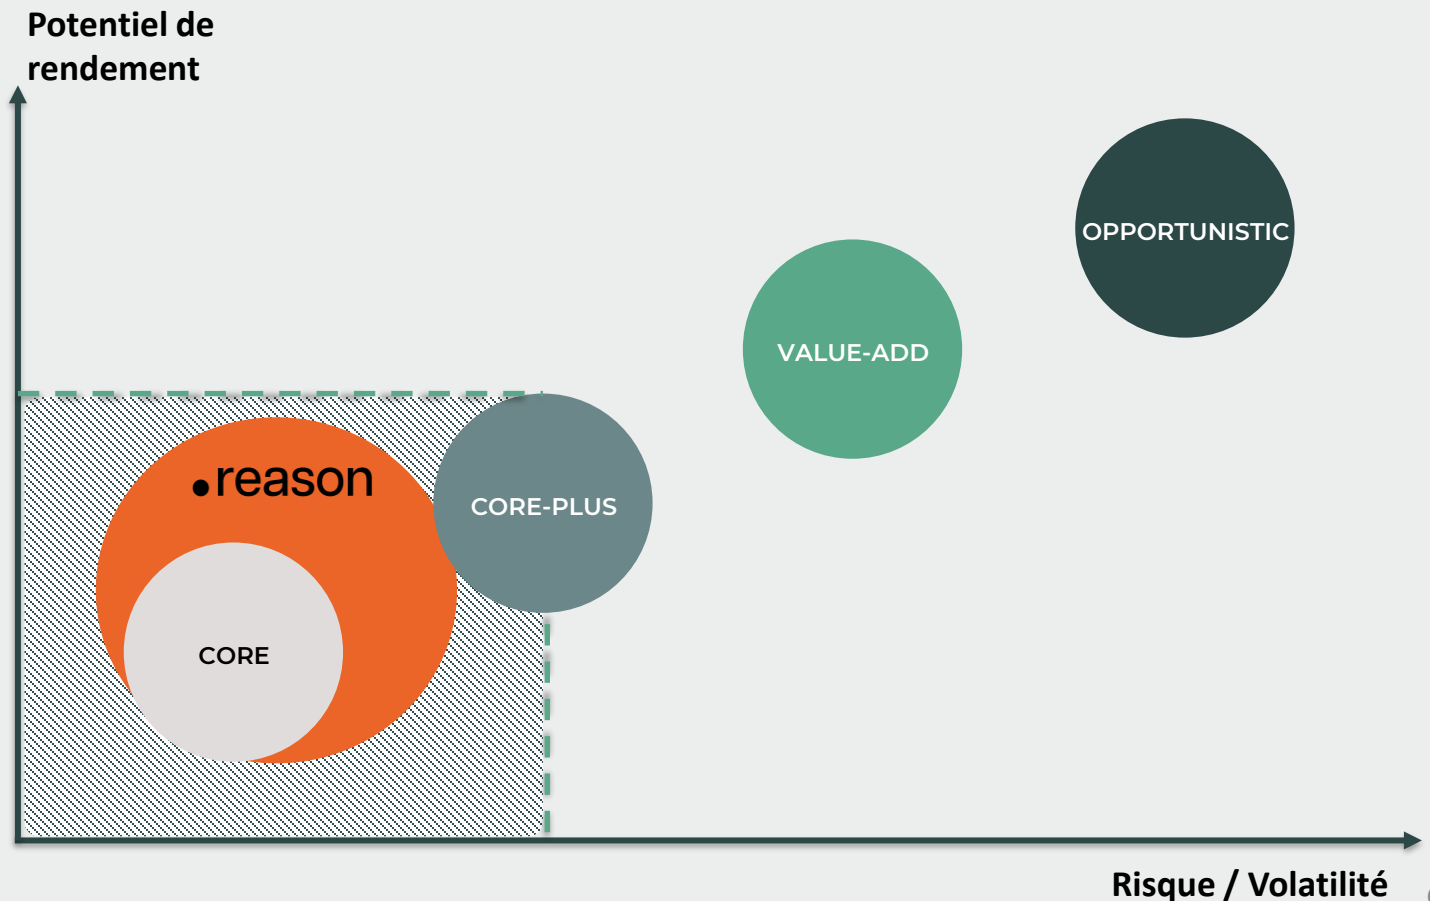 Potentiel de
rendement
OPPORTUNISTIC
VALUE-ADD
.reason
CORE-PLUS
CORE
Risque / Volatilité